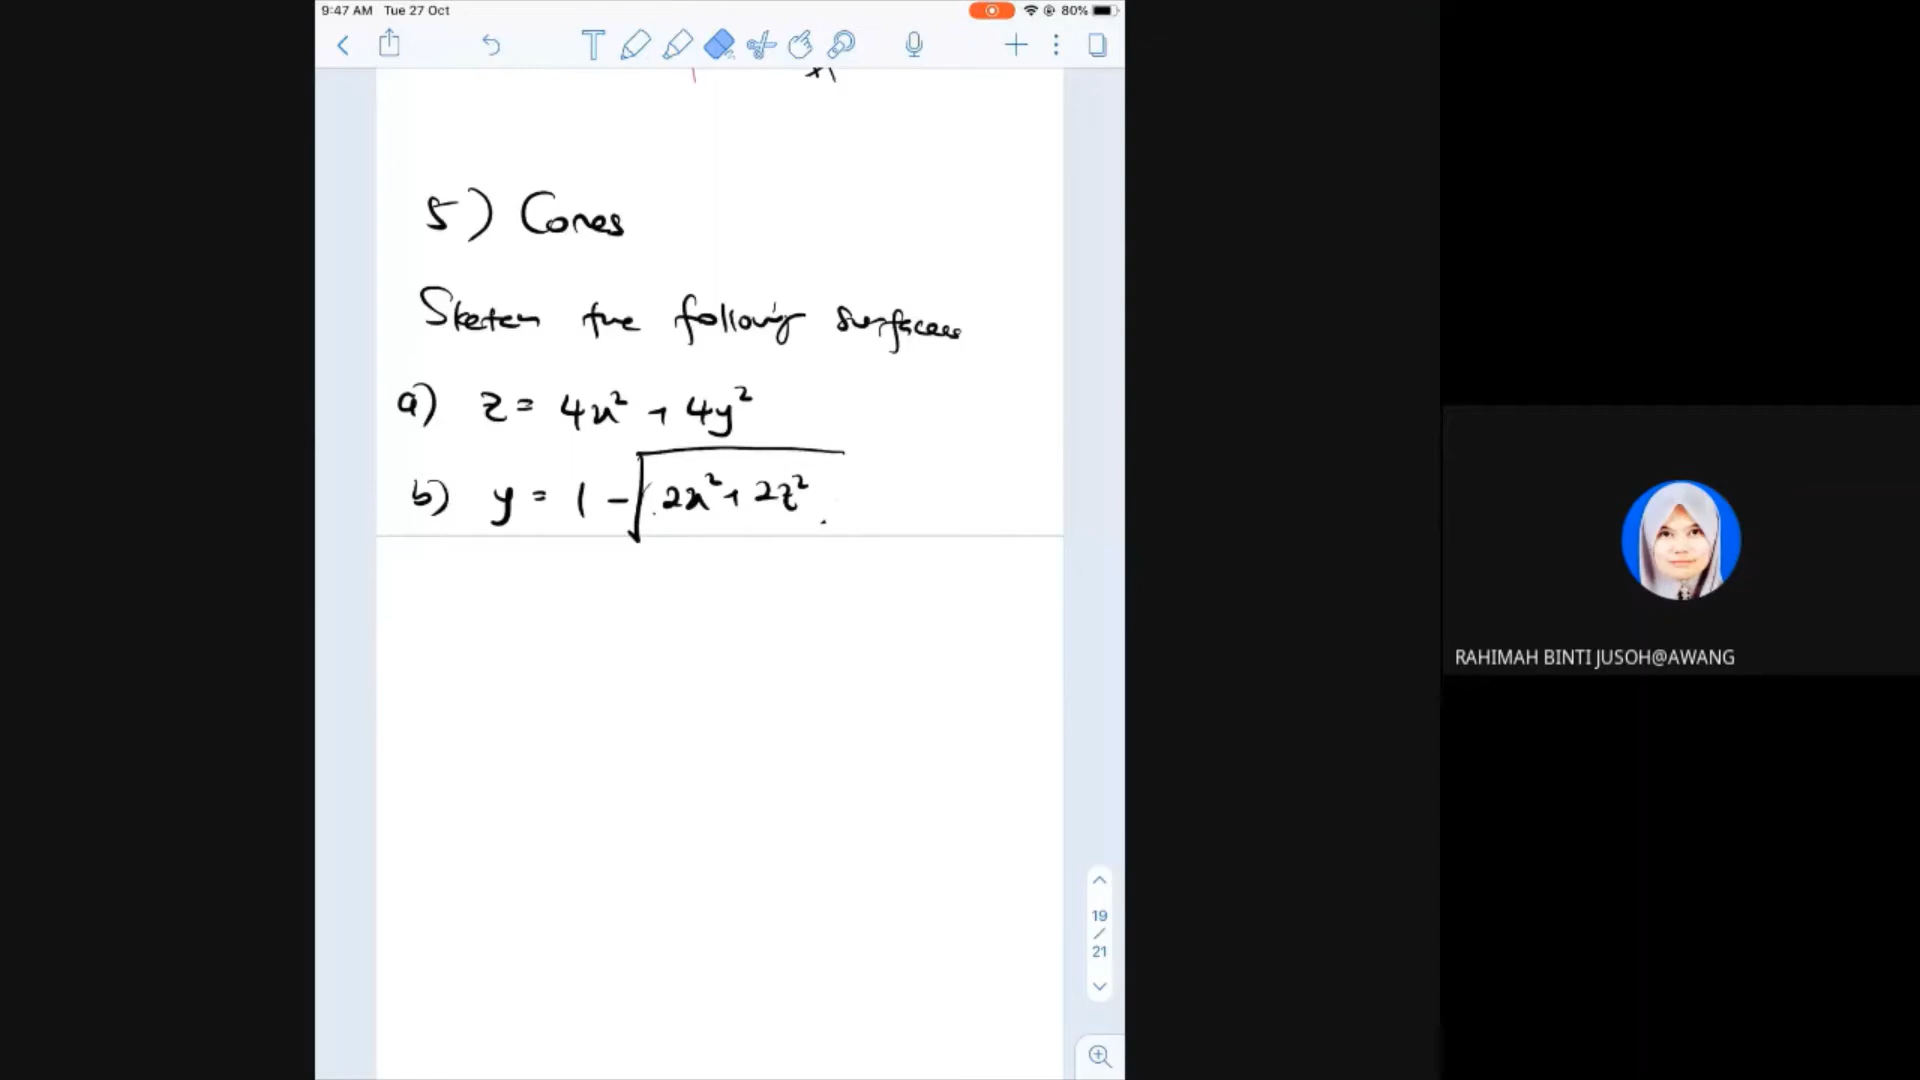 9:47 AM Tue 27 Oct
80%
5) Cones
Sketch the following surfaces
a) z = 4x² + 4y²
b) y = 1 - √2x² + 2z²
RAHIMAH BINTI JUSOH@AWANG
19
/
21